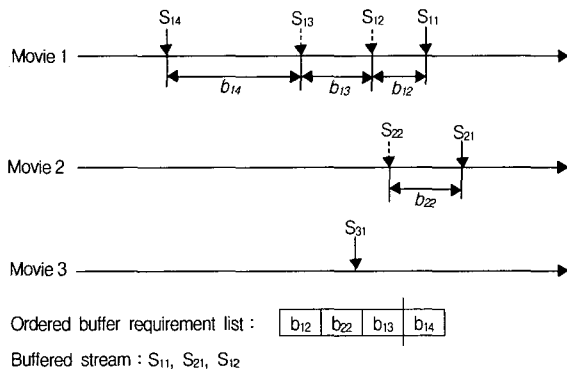 S14 S13 S12 S11
Movie 1
b14 b13 b12
S22 S21
Movie 2
b22
S31
Movie 3
Ordered buffer requirement list : b12 b22 b13 b14
Buffered stream : S11, S21, S12